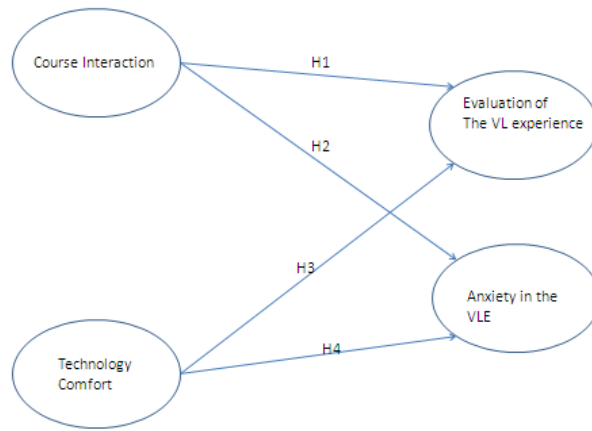 Course Interaction
H1
Evaluation of
The VL experience
H2
H3
Anxiety in the
VLE
H4
Technology
Comfort